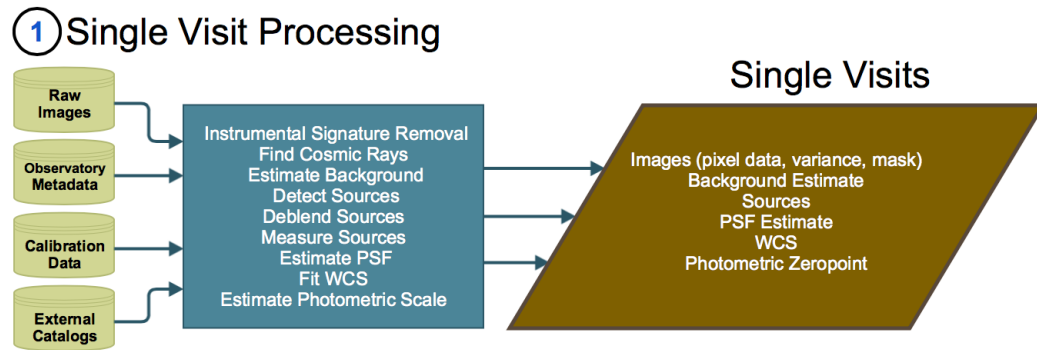 1 Single Visit Processing
Raw
Images
Observatory
Metadata
Calibration
Data
External
Catalogs
Instrumental Signature Removal
Find Cosmic Rays
Estimate Background
Detect Sources
Deblend Sources
Measure Sources
Estimate PSF
Fit WCS
Estimate Photometric Scale
Single Visits
Images (pixel data, variance, mask)
Background Estimate
Sources
PSF Estimate
WCS
Photometric Zeropoint